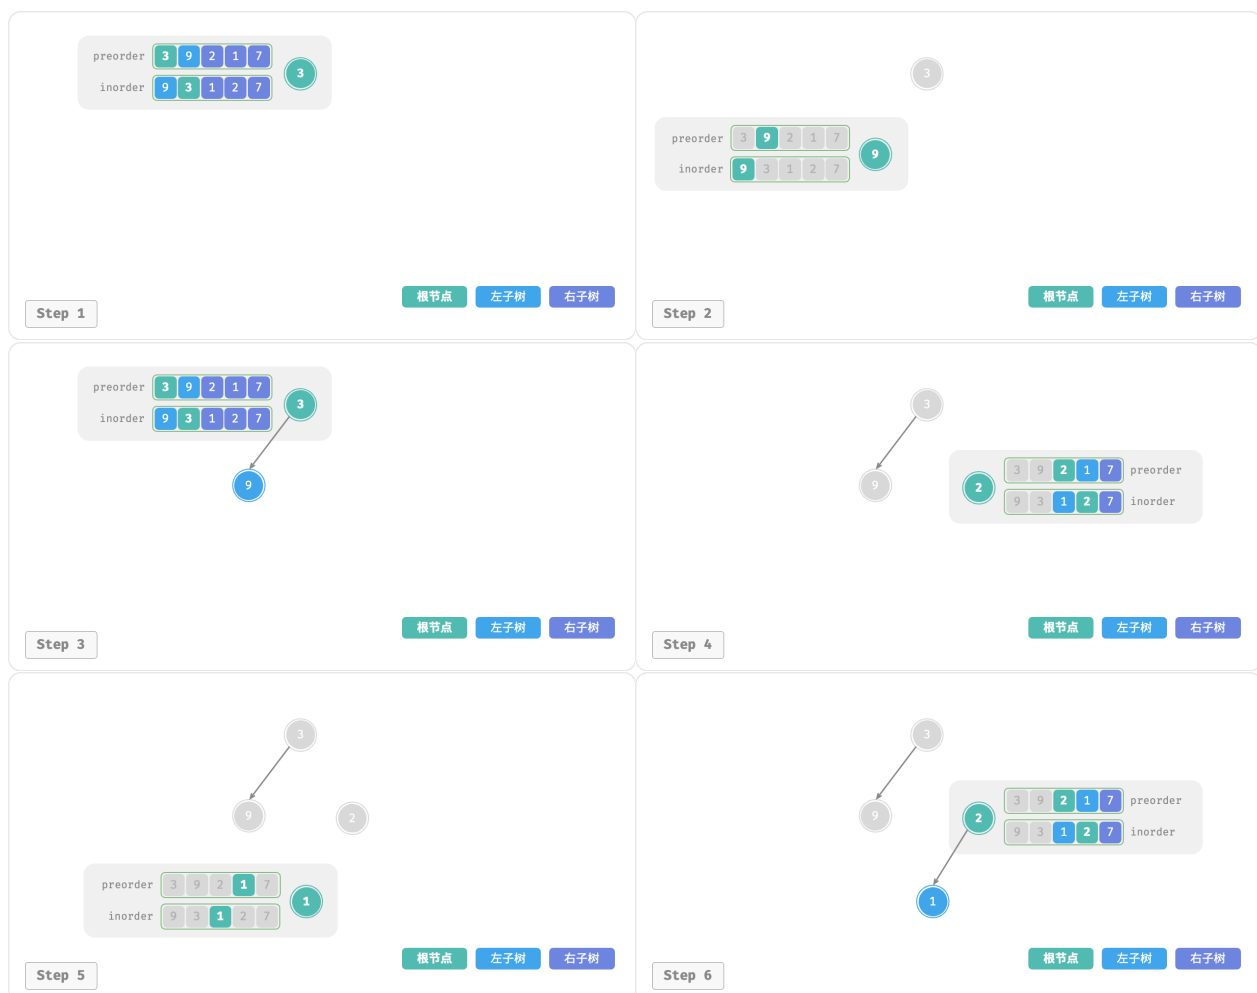 preorder 3 9 2 1 7
3
inorder 9 3 1 2 7
根节点 左子树 右子树
Step 1
3
preorder 3 9 2 1 7
9
inorder 9 3 1 2 7
根节点 左子树 右子树
Step 2
preorder 3 9 2 1 7
3
inorder 9 3 1 2 7
9
根节点 左子树 右子树
Step 3
3
3 9 2 1 7 preorder
9 2
9 3 1 2 7 inorder
根节点 左子树 右子树
Step 4
3
9 2
preorder 3 9 2 1 7
1
inorder 9 3 1 2 7
根节点 左子树 右子树
Step 5
3
3 9 2 1 7 preorder
9 2
9 3 1 2 7 inorder
1
根节点 左子树 右子树
Step 6